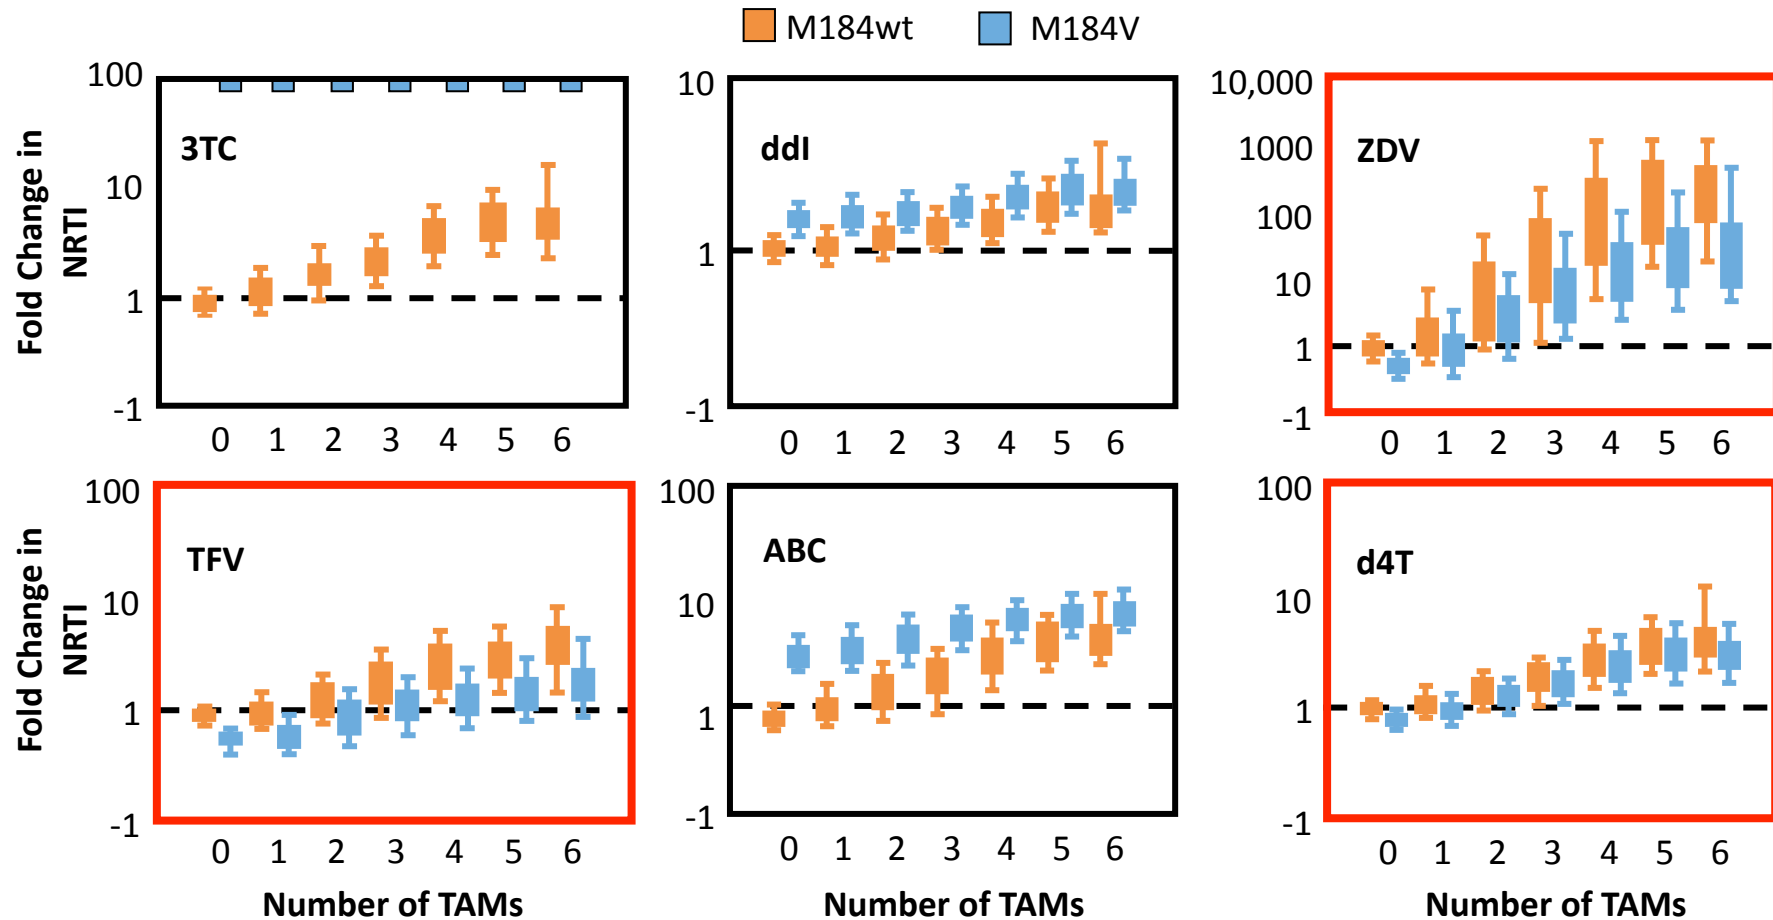 M184wt M184V
Fold Change in
NRTI
100
10
1
-1
3TC
0 1 2 3 4 5 6
10
1
-1
ddI
0 1 2 3 4 5 6
10,000
1000
100
10
1
-1
ZDV
0 1 2 3 4 5 6
Fold Change in
NRTI
100
10
1
-1
TFV
0 1 2 3 4 5 6
Number of TAMs
100
10
1
-1
ABC
0 1 2 3 4 5 6
Number of TAMs
100
10
1
-1
d4T
0 1 2 3 4 5 6
Number of TAMs